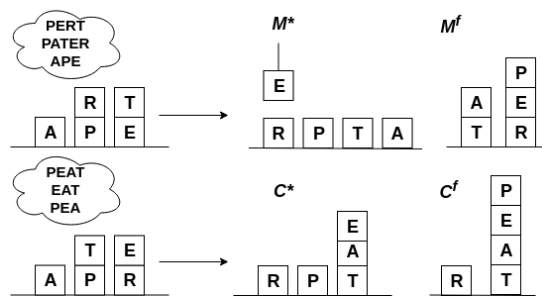 PERT
PATER
APE
M*
M^f
E
P
R T
A E
A P E
R P T A
T R
PEAT
EAT
PEA
C*
C^f
P
E
E
T E
A
A
A P R
R P T
R T